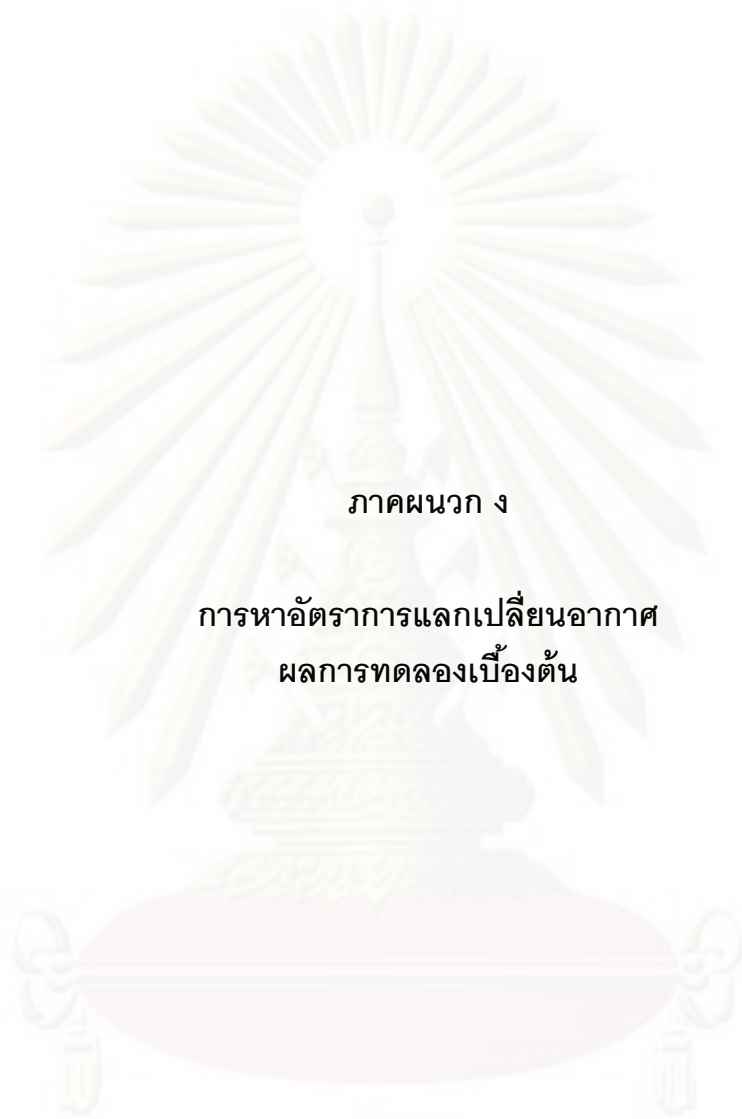 ภาคผนวก ง
การหาอัตราการแลกเปลี่ยนอากาศ
ผลการทดลองเบื้องต้น